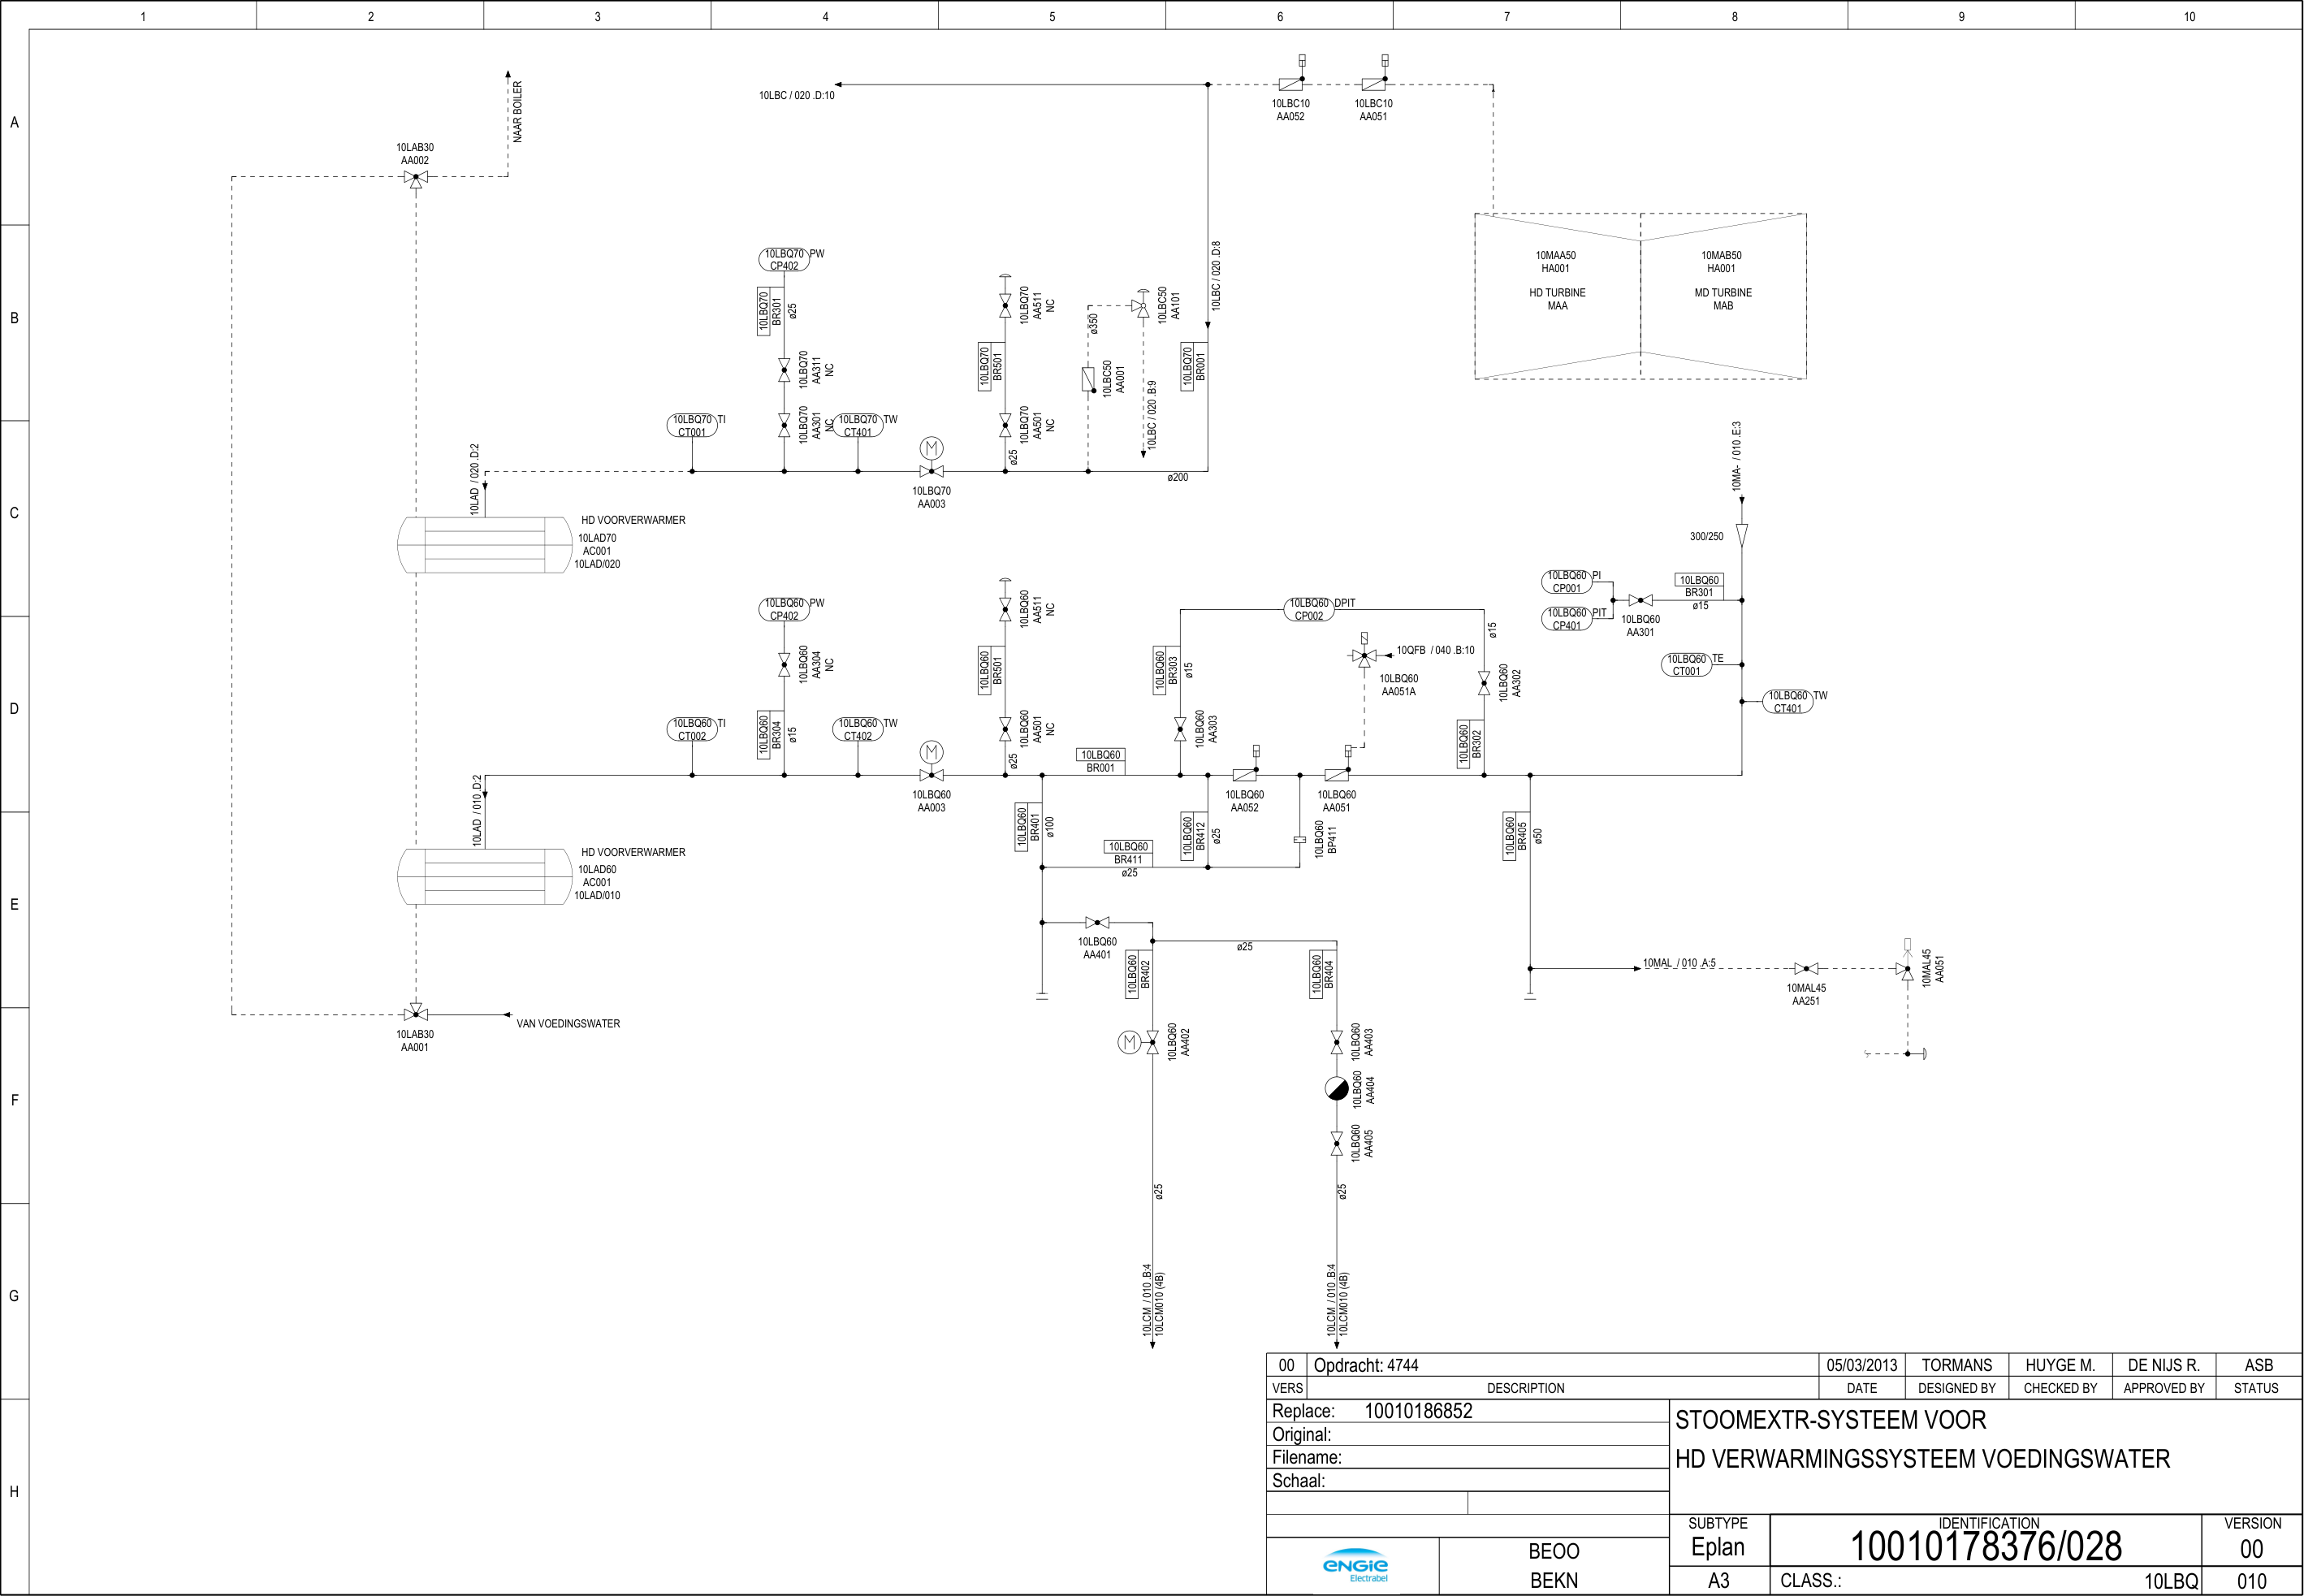 1 2 3 4 5 6 7 8 9 10
A
B
C
D
E
F
G
H
NAAR BOILER
10LAB30
AA002
10LBC / 020 .D:10
10LBC10
AA052
10LBC10
AA051
10LBC / 020 .D:8
10MAA50
HA001
HD TURBINE
MAA
10MAB50
HA001
MD TURBINE
MAB
10LBQ70 PW
CP402
10LBQ70
BR301
ø25
10LBQ70
AA311
NC
10LBQ70
AA301
NC
10LBQ70 TI
CT001
10LBQ70 TW
CT401
M
10LBQ70
AA003
10LBQ70
AA511
NC
10LBQ70
BR501
10LBQ70
AA501
NC
ø25
ø350
10LBC50
AA001
10LBC50
AA101
10LBC / 020 .B:9
10LBQ70
BR001
ø200
10LAD / 020 .D:2
HD VOORVERWARMER
10LAD70
AC001
10LAD/020
10MA- / 010 .E:3
300/250
10LBQ60 PI
CP001
10LBQ60 PIT
CP401
10LBQ60
AA301
10LBQ60
BR301
ø15
10LBQ60 TE
CT001
10LBQ60 TW
CT401
10LBQ60 PW
CP402
10LBQ60
AA304
NC
10LBQ60
BR304
ø15
10LBQ60 TI
CT002
10LBQ60 TW
CT402
M
10LBQ60
AA003
10LBQ60
AA511
NC
10LBQ60
BR501
10LBQ60
AA501
NC
ø25
10LBQ60
BR001
10LBQ60 DPIT
CP002
10LBQ60
BR303
ø15
10LBQ60
AA303
10QFB / 040 .B:10
10LBQ60
AA051A
ø15
10LBQ60
AA302
10LBQ60
BR302
10LBQ60
AA052
10LBQ60
AA051
10LBQ60
BR401
ø100
10LBQ60
BR411
ø25
10LBQ60
BR412
ø25
10LBQ60
BP411
10LBQ60
BR405
ø50
10LAD / 010 .D:2
HD VOORVERWARMER
10LAD60
AC001
10LAD/010
10LBQ60
AA401
ø25
10LBQ60
BR402
10LBQ60
BR404
10MAL / 010 .A:5
10MAL45
AA251
10MAL45
AA051
10LAB30
AA001
VAN VOEDINGSWATER
M
10LBQ60
AA402
10LBQ60
AA403
10LBQ60
AA404
10LBQ60
AA405
ø25
ø25
10LCM / 010 .B:4
10LCM010 (4B)
10LCM / 010 .B:4
10LCM010 (4B)
00 Opdracht: 4744 05/03/2013 TORMANS HUYGE M. DE NIJS R. ASB
VERS DESCRIPTION DATE DESIGNED BY CHECKED BY APPROVED BY STATUS
Replace: 10010186852
Original:
Filename:
Schaal:
STOOMEXTR-SYSTEEM VOOR
HD VERWARMINGSSYSTEEM VOEDINGSWATER
ENGIE
Electrabel
BEOO
BEKN
SUBTYPE
Eplan
A3
IDENTIFICATION
10010178376/028
CLASS.: 10LBQ
VERSION
00
010